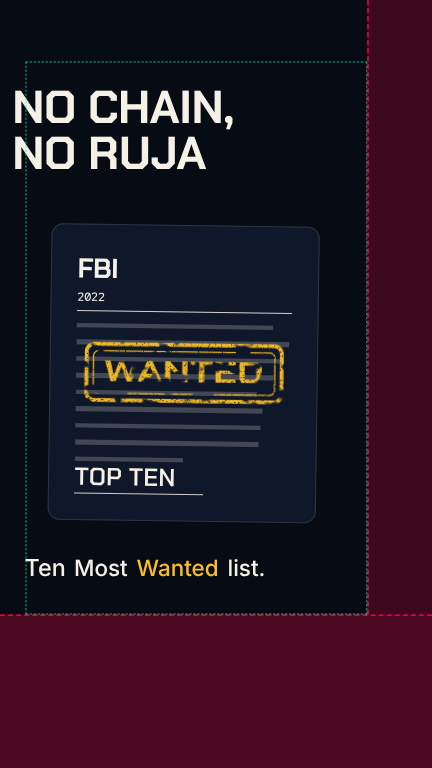 NO CHAIN,
NO RUJA
FBI
2022
WANTED
TOP TEN
Ten Most Wanted list.